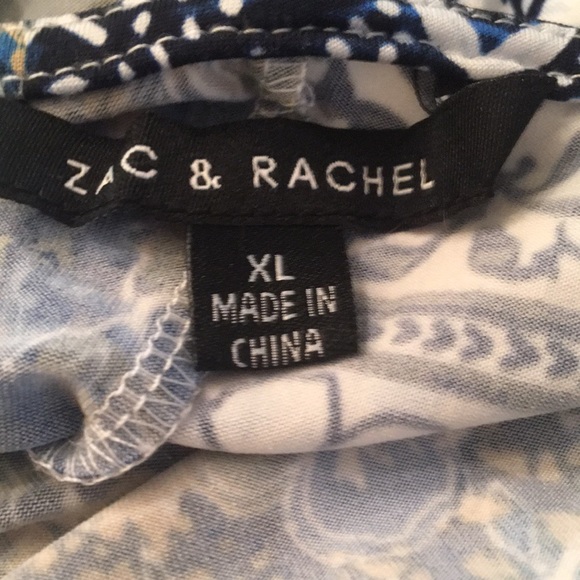 ZAC & RACHEL
XL
MADE IN
CHINA